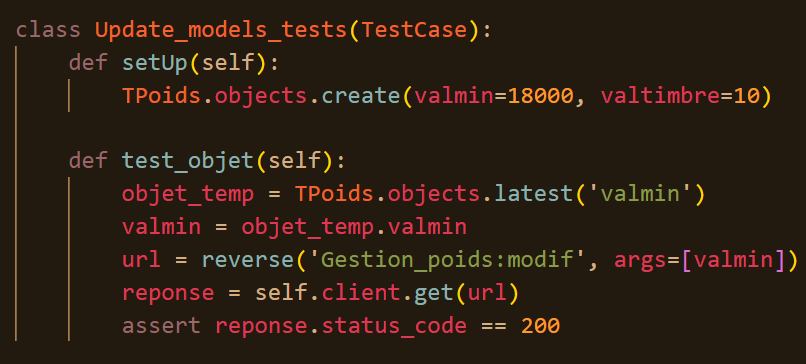 class Update_models_tests(TestCase):
    def setUp(self):
        TPoids.objects.create(valmin=18000, valtimbre=10)
    def test_objet(self):
        objet_temp = TPoids.objects.latest('valmin')
        valmin = objet_temp.valmin
        url = reverse('Gestion_poids:modif', args=[valmin])
        reponse = self.client.get(url)
        assert reponse.status_code == 200